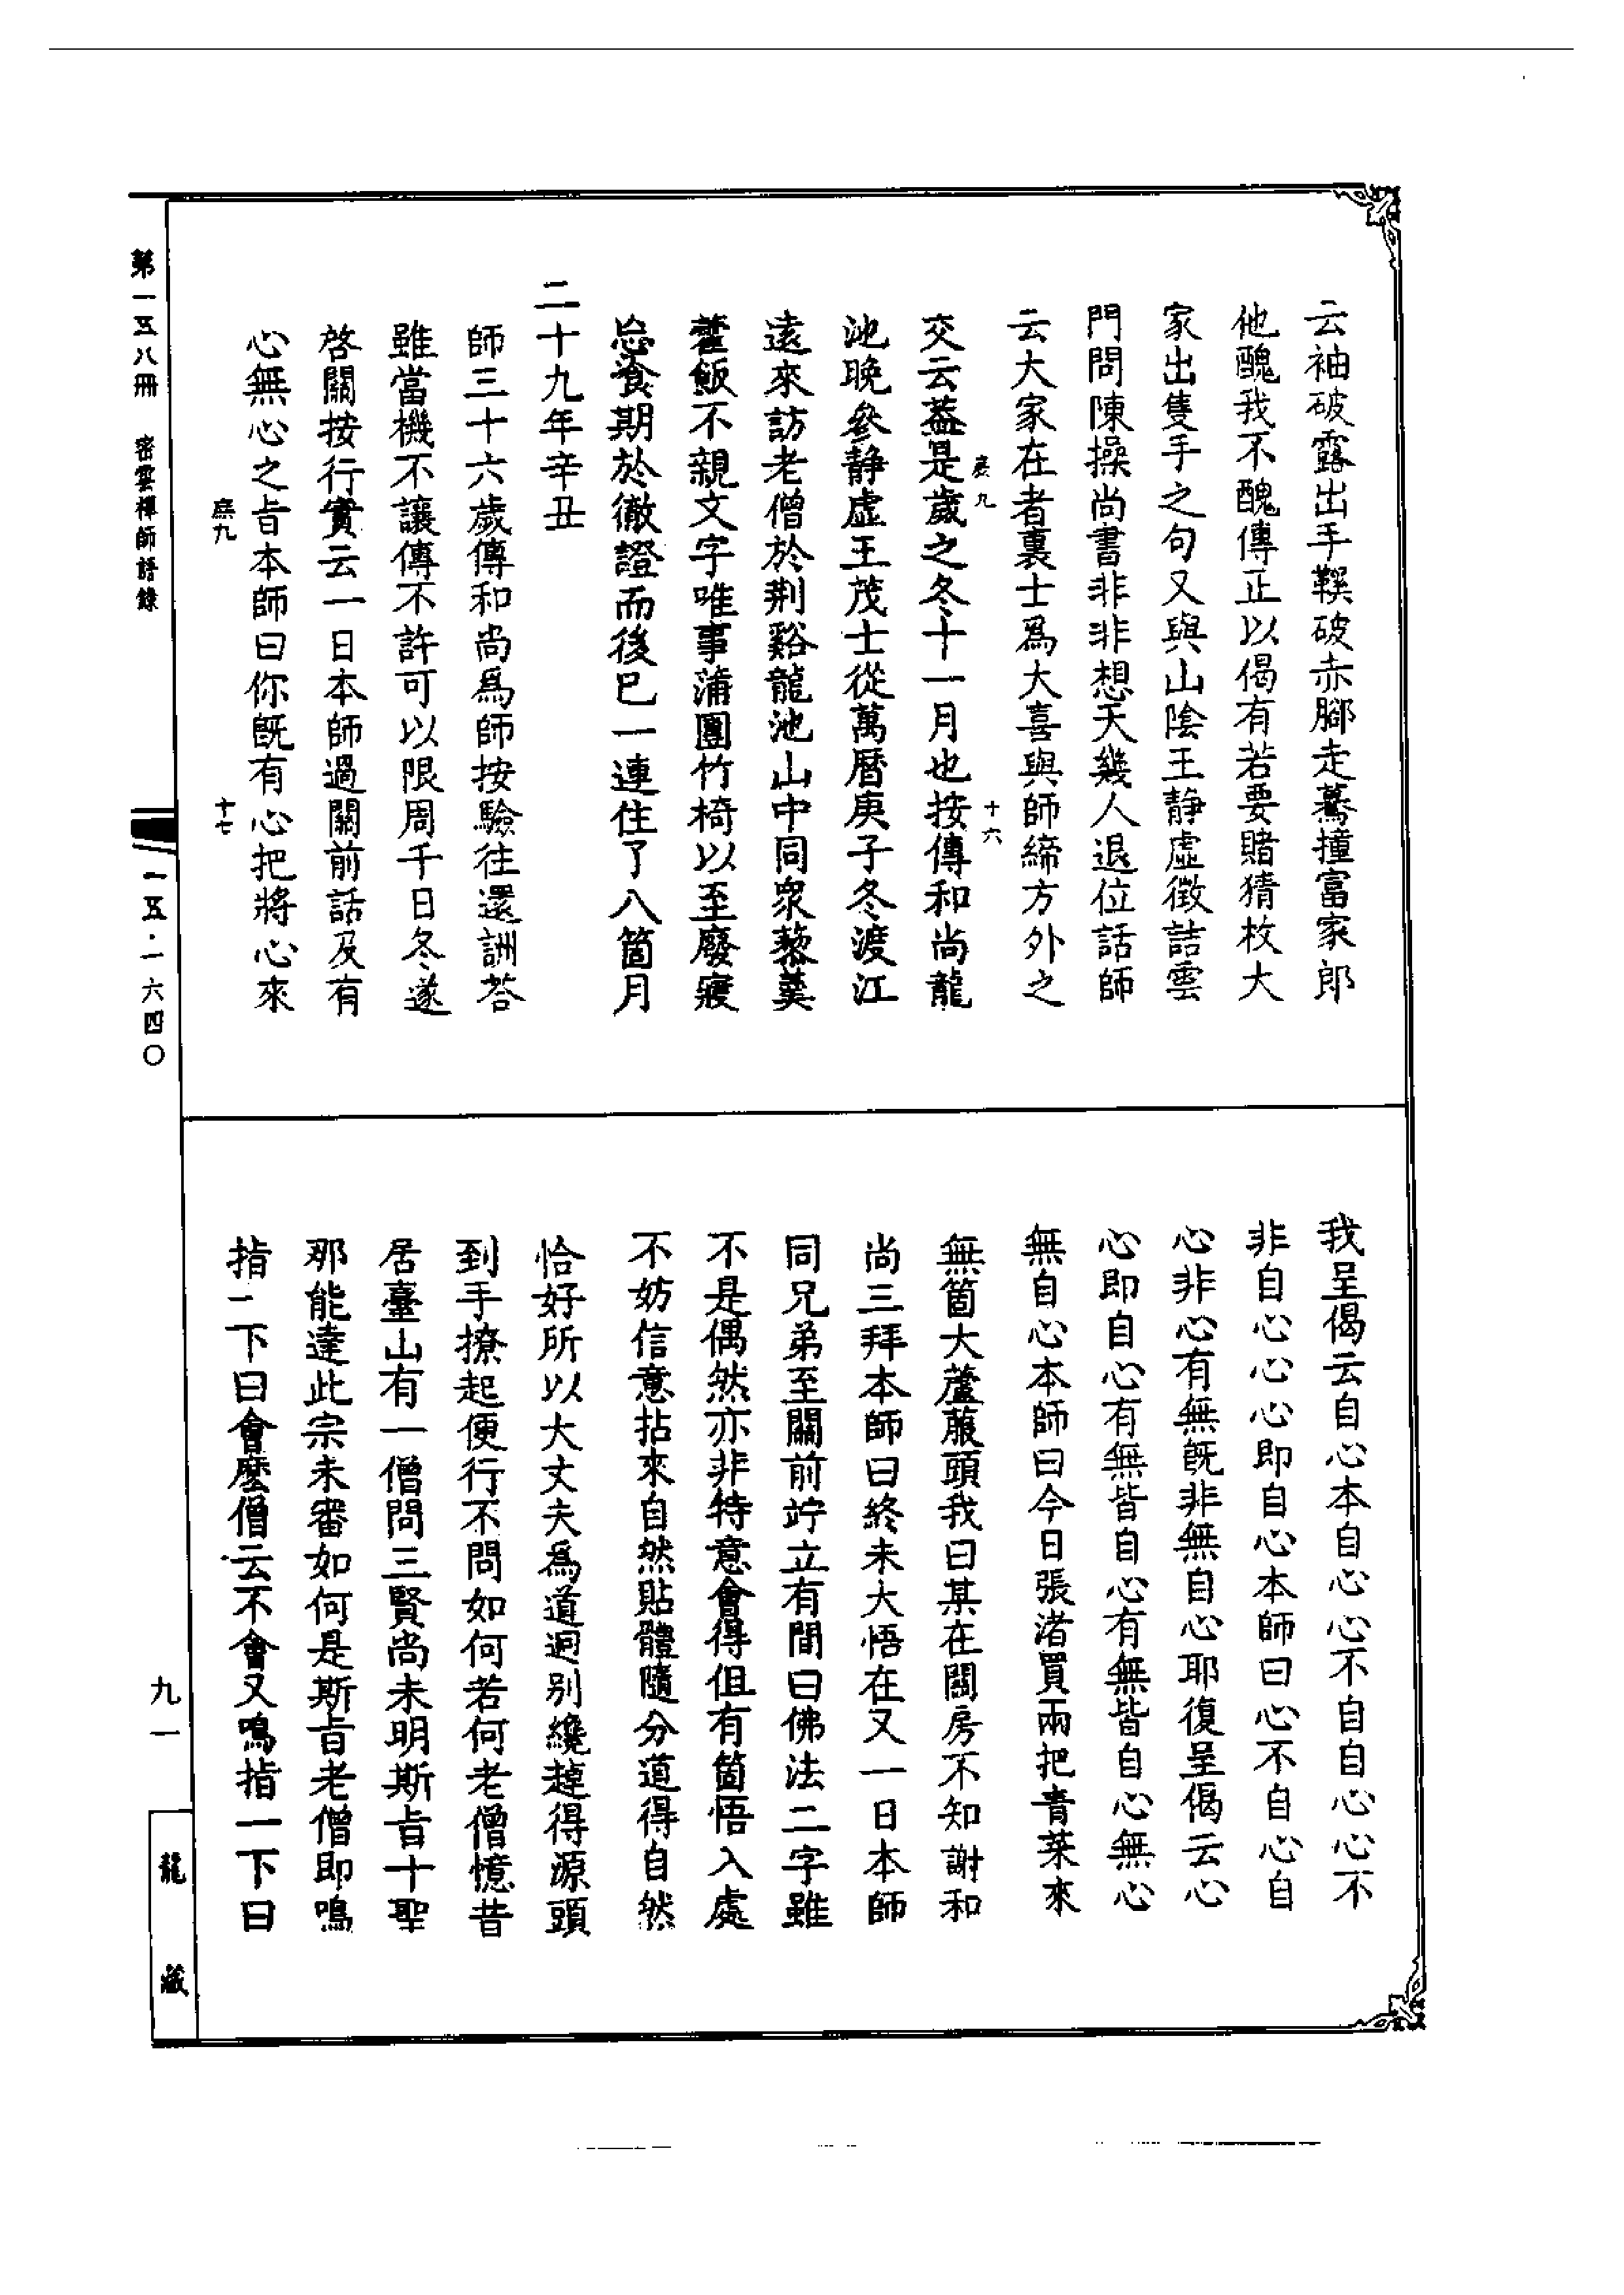 云袖破露出手鞋破赤腳走驀撞富家郎
他醜我不醜傳正以偈有若要賭猜枚大
家出隻手之句又與山陰王靜虛徵詰雲
門問陳操尚書非非想天幾人退位話師
云大家在者裏士爲大喜與師締方外之
庶九
十六
交云葢是歲之冬十一月也按傳和尚龍
池晚參靜虛王茂士從萬曆庚子冬渡江
遠來訪老僧於荆谿龍池山中同眾藜羹
藿飯不親文字唯事蒲團竹椅以至廢寢
忘飡期於徹證而後已一連住了八箇月
二十九年辛丑
師三十六歲傳和尚爲師按驗往還詶答
雖當機不讓傳不許可以限周千日冬遂
啓關按行實云一日本師過關前話及有
心無心之旨本師曰你既有心把將心來
庶九
十七
我呈偈云自心本自心心不自自心心不
非自心心心即自心本師曰心不自心自
心非心有無既非無自心耶復呈偈云心
心即自心有無皆自心有無皆自心無心
無自心本師曰今日張渚買兩把青菜來
無箇大蘆菔頭我曰某在關房不知謝和
尚三拜本師曰終未大悟在又一日本師
同兄弟至關前竚立有間曰佛法二字雖
不是偶然亦非特意會得但有箇悟入處
不妨信意拈來自然貼體隨分道得自然
恰好所以大丈夫爲道迥別纔趠得源頭
到手撩起便行不問如何若何老僧憶昔
居臺山有一僧問三賢尚未明斯旨十聖
那能達此宗未審如何是斯旨老僧即鳴
指二下曰會麼僧云不會又鳴指一下曰
第一五八冊
密雲禪師語錄
一五·一六四〇
九一
龍藏